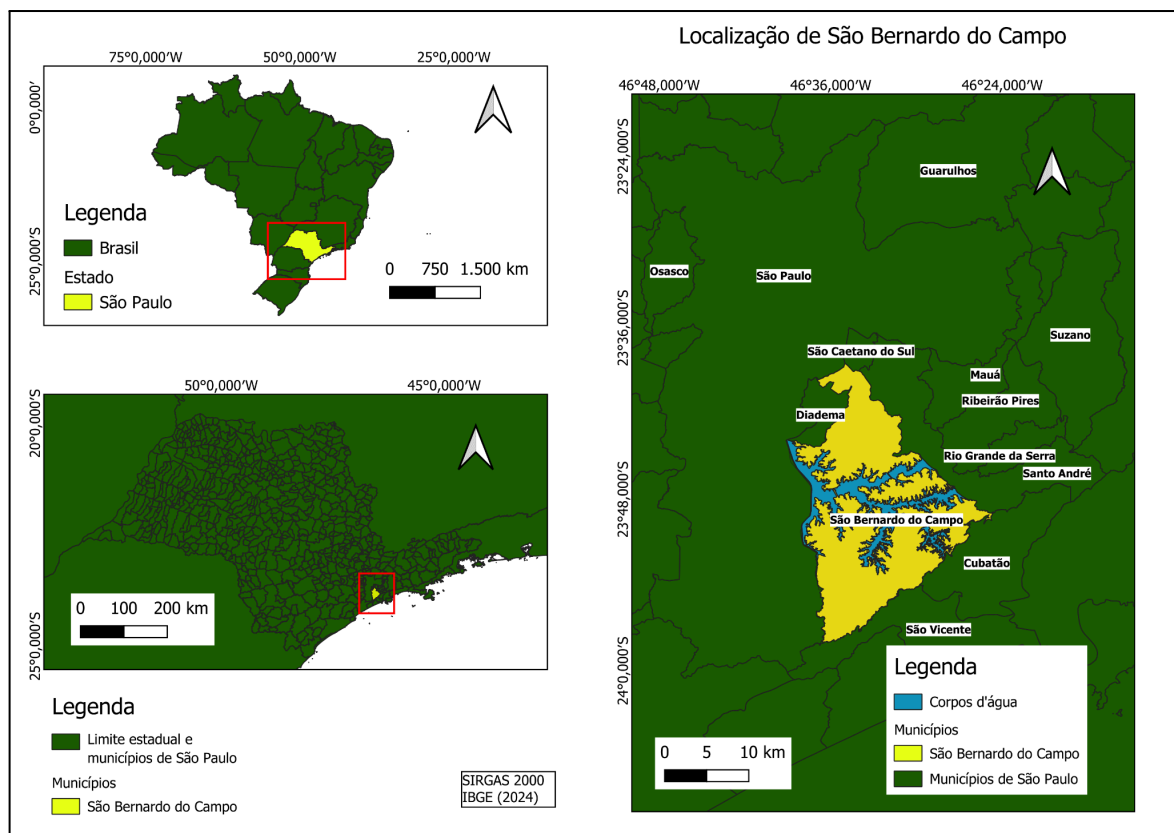 Localização de São Bernardo do Campo
75°0,000'W 50°0,000'W 25°0,000'W
0°0,000'
25°0,000'S
Legenda
Brasil
Estado
São Paulo
0 750 1.500 km
50°0,000'W 45°0,000'W
20°0,000'S
25°0,000'S
0 100 200 km
Legenda
Limite estadual e
municípios de São Paulo
Municípios
São Bernardo do Campo
SIRGAS 2000
IBGE (2024)
46°48,000'W 46°36,000'W 46°24,000'W
23°24,000'S
23°36,000'S
23°48,000'S
24°0,000'S
Guarulhos
Osasco
São Paulo
Suzano
São Caetano do Sul
Mauá
Ribeirão Pires
Diadema
Rio Grande da Serra
Santo André
São Bernardo do Campo
Cubatão
São Vicente
Legenda
Corpos d'água
Municípios
São Bernardo do Campo
Municípios de São Paulo
0 5 10 km